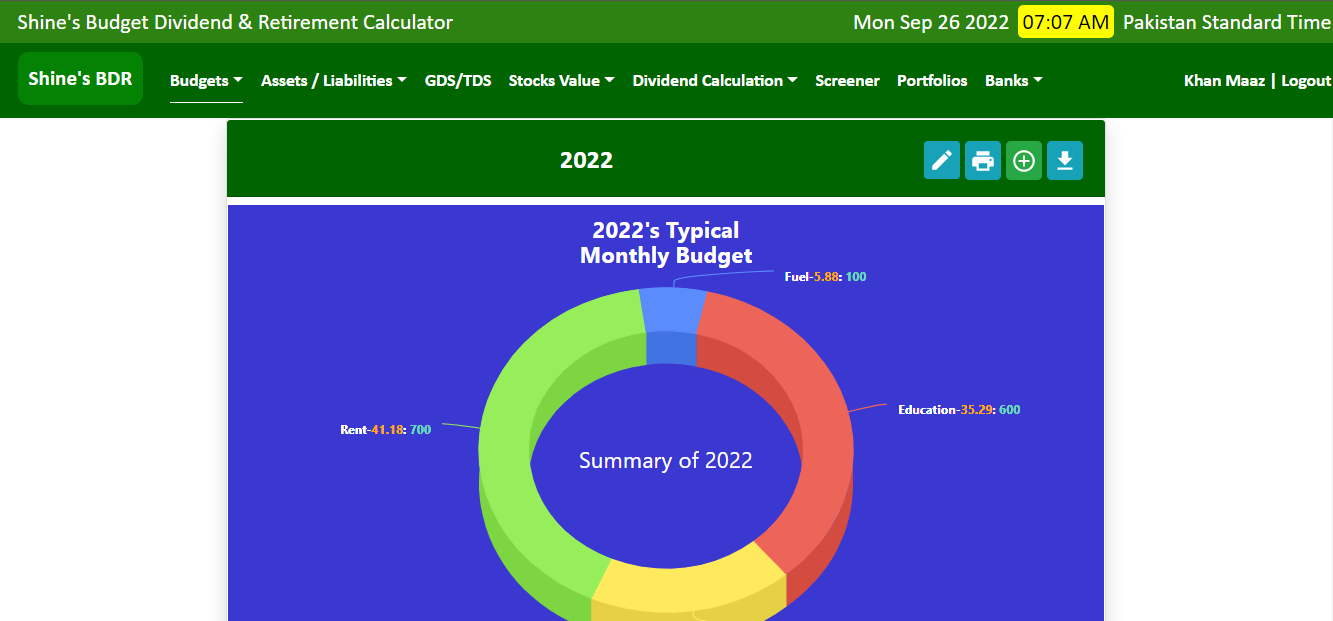 Shine's Budget Dividend & Retirement Calculator
Mon Sep 26 2022 07:07 AM Pakistan Standard Time
Shine's BDR
Budgets
Assets / Liabilities
GDS/TDS
Stocks Value
Dividend Calculation
Screener
Portfolios
Banks
Khan Maaz | Logout
2022
2022's Typical
Monthly Budget
Fuel-5.88: 100
Education-35.29: 600
Rent-41.18: 700
Summary of 2022